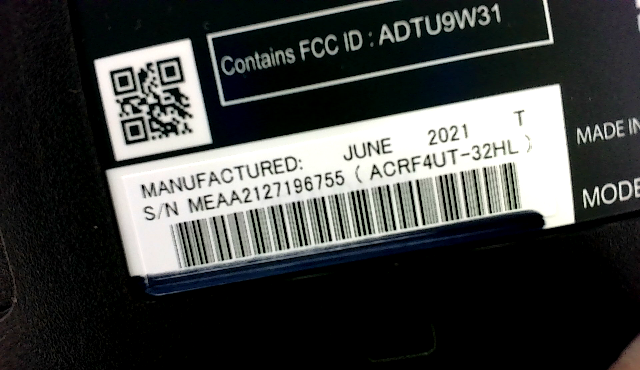 Contains FCC ID : ADTU9W31
MANUFACTURED: JUNE 2021 T
S/N MEAA2127196755 ( ACRF4UT-32HL )
MADE IN
MODE